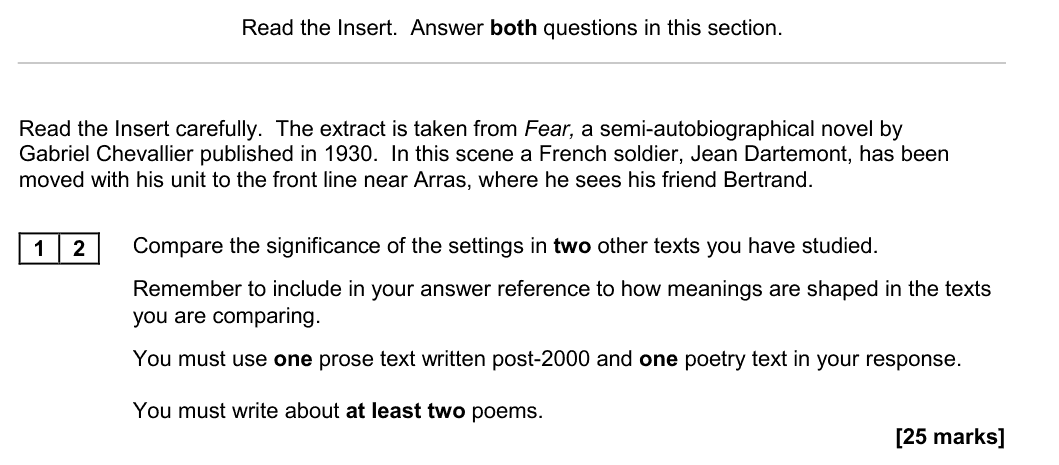 Read the Insert.  Answer both questions in this section.
Read the Insert carefully.  The extract is taken from Fear, a semi-autobiographical novel by
Gabriel Chevallier published in 1930.  In this scene a French soldier, Jean Dartemont, has been
moved with his unit to the front line near Arras, where he sees his friend Bertrand.
1 2 Compare the significance of the settings in two other texts you have studied.
Remember to include in your answer reference to how meanings are shaped in the texts
you are comparing.
You must use one prose text written post-2000 and one poetry text in your response.
You must write about at least two poems.
[25 marks]